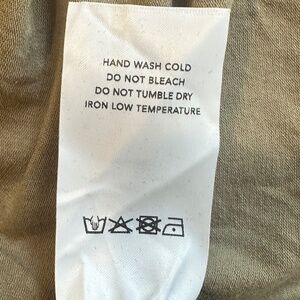 HAND WASH COLD
DO NOT BLEACH
DO NOT TUMBLE DRY
IRON LOW TEMPERATURE